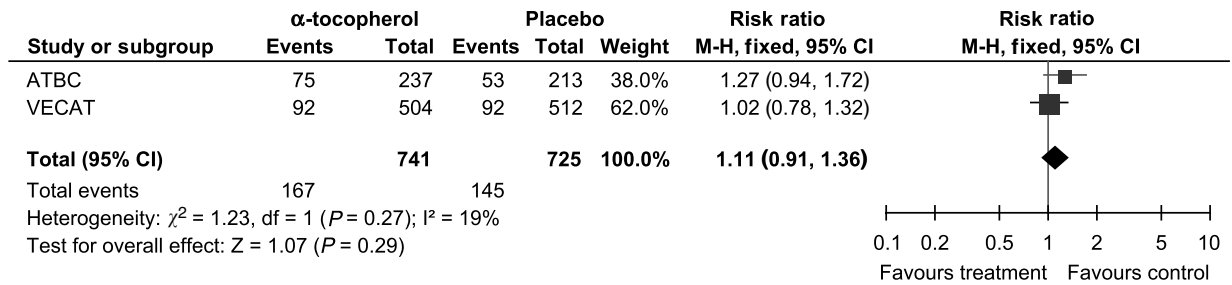 α-tocopherol Placebo Risk ratio Risk ratio
Study or subgroup Events Total Events Total Weight M-H, fixed, 95% CI M-H, fixed, 95% CI
ATBC 75 237 53 213 38.0% 1.27 (0.94, 1.72)
VECAT 92 504 92 512 62.0% 1.02 (0.78, 1.32)
Total (95% CI) 741 725 100.0% 1.11 (0.91, 1.36)
Total events 167 145
Heterogeneity: χ² = 1.23, df = 1 (P = 0.27); I² = 19%
Test for overall effect: Z = 1.07 (P = 0.29)
0.1 0.2 0.5 1 2 5 10
Favours treatment Favours control